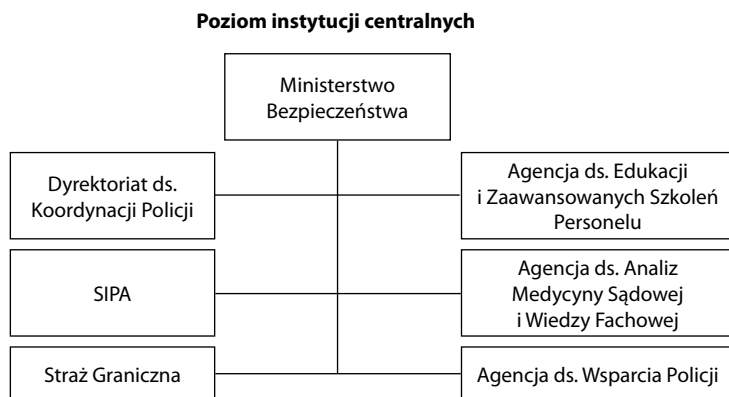 Poziom instytucji centralnych
Ministerstwo
Bezpieczeństwa
Dyrektoriat ds.
Koordynacji Policji
Agencja ds. Edukacji
i Zaawansowanych Szkoleń
Personelu
SIPA
Agencja ds. Analiz
Medycyny Sądowej
i Wiedzy Fachowej
Straż Graniczna
Agencja ds. Wsparcia Policji